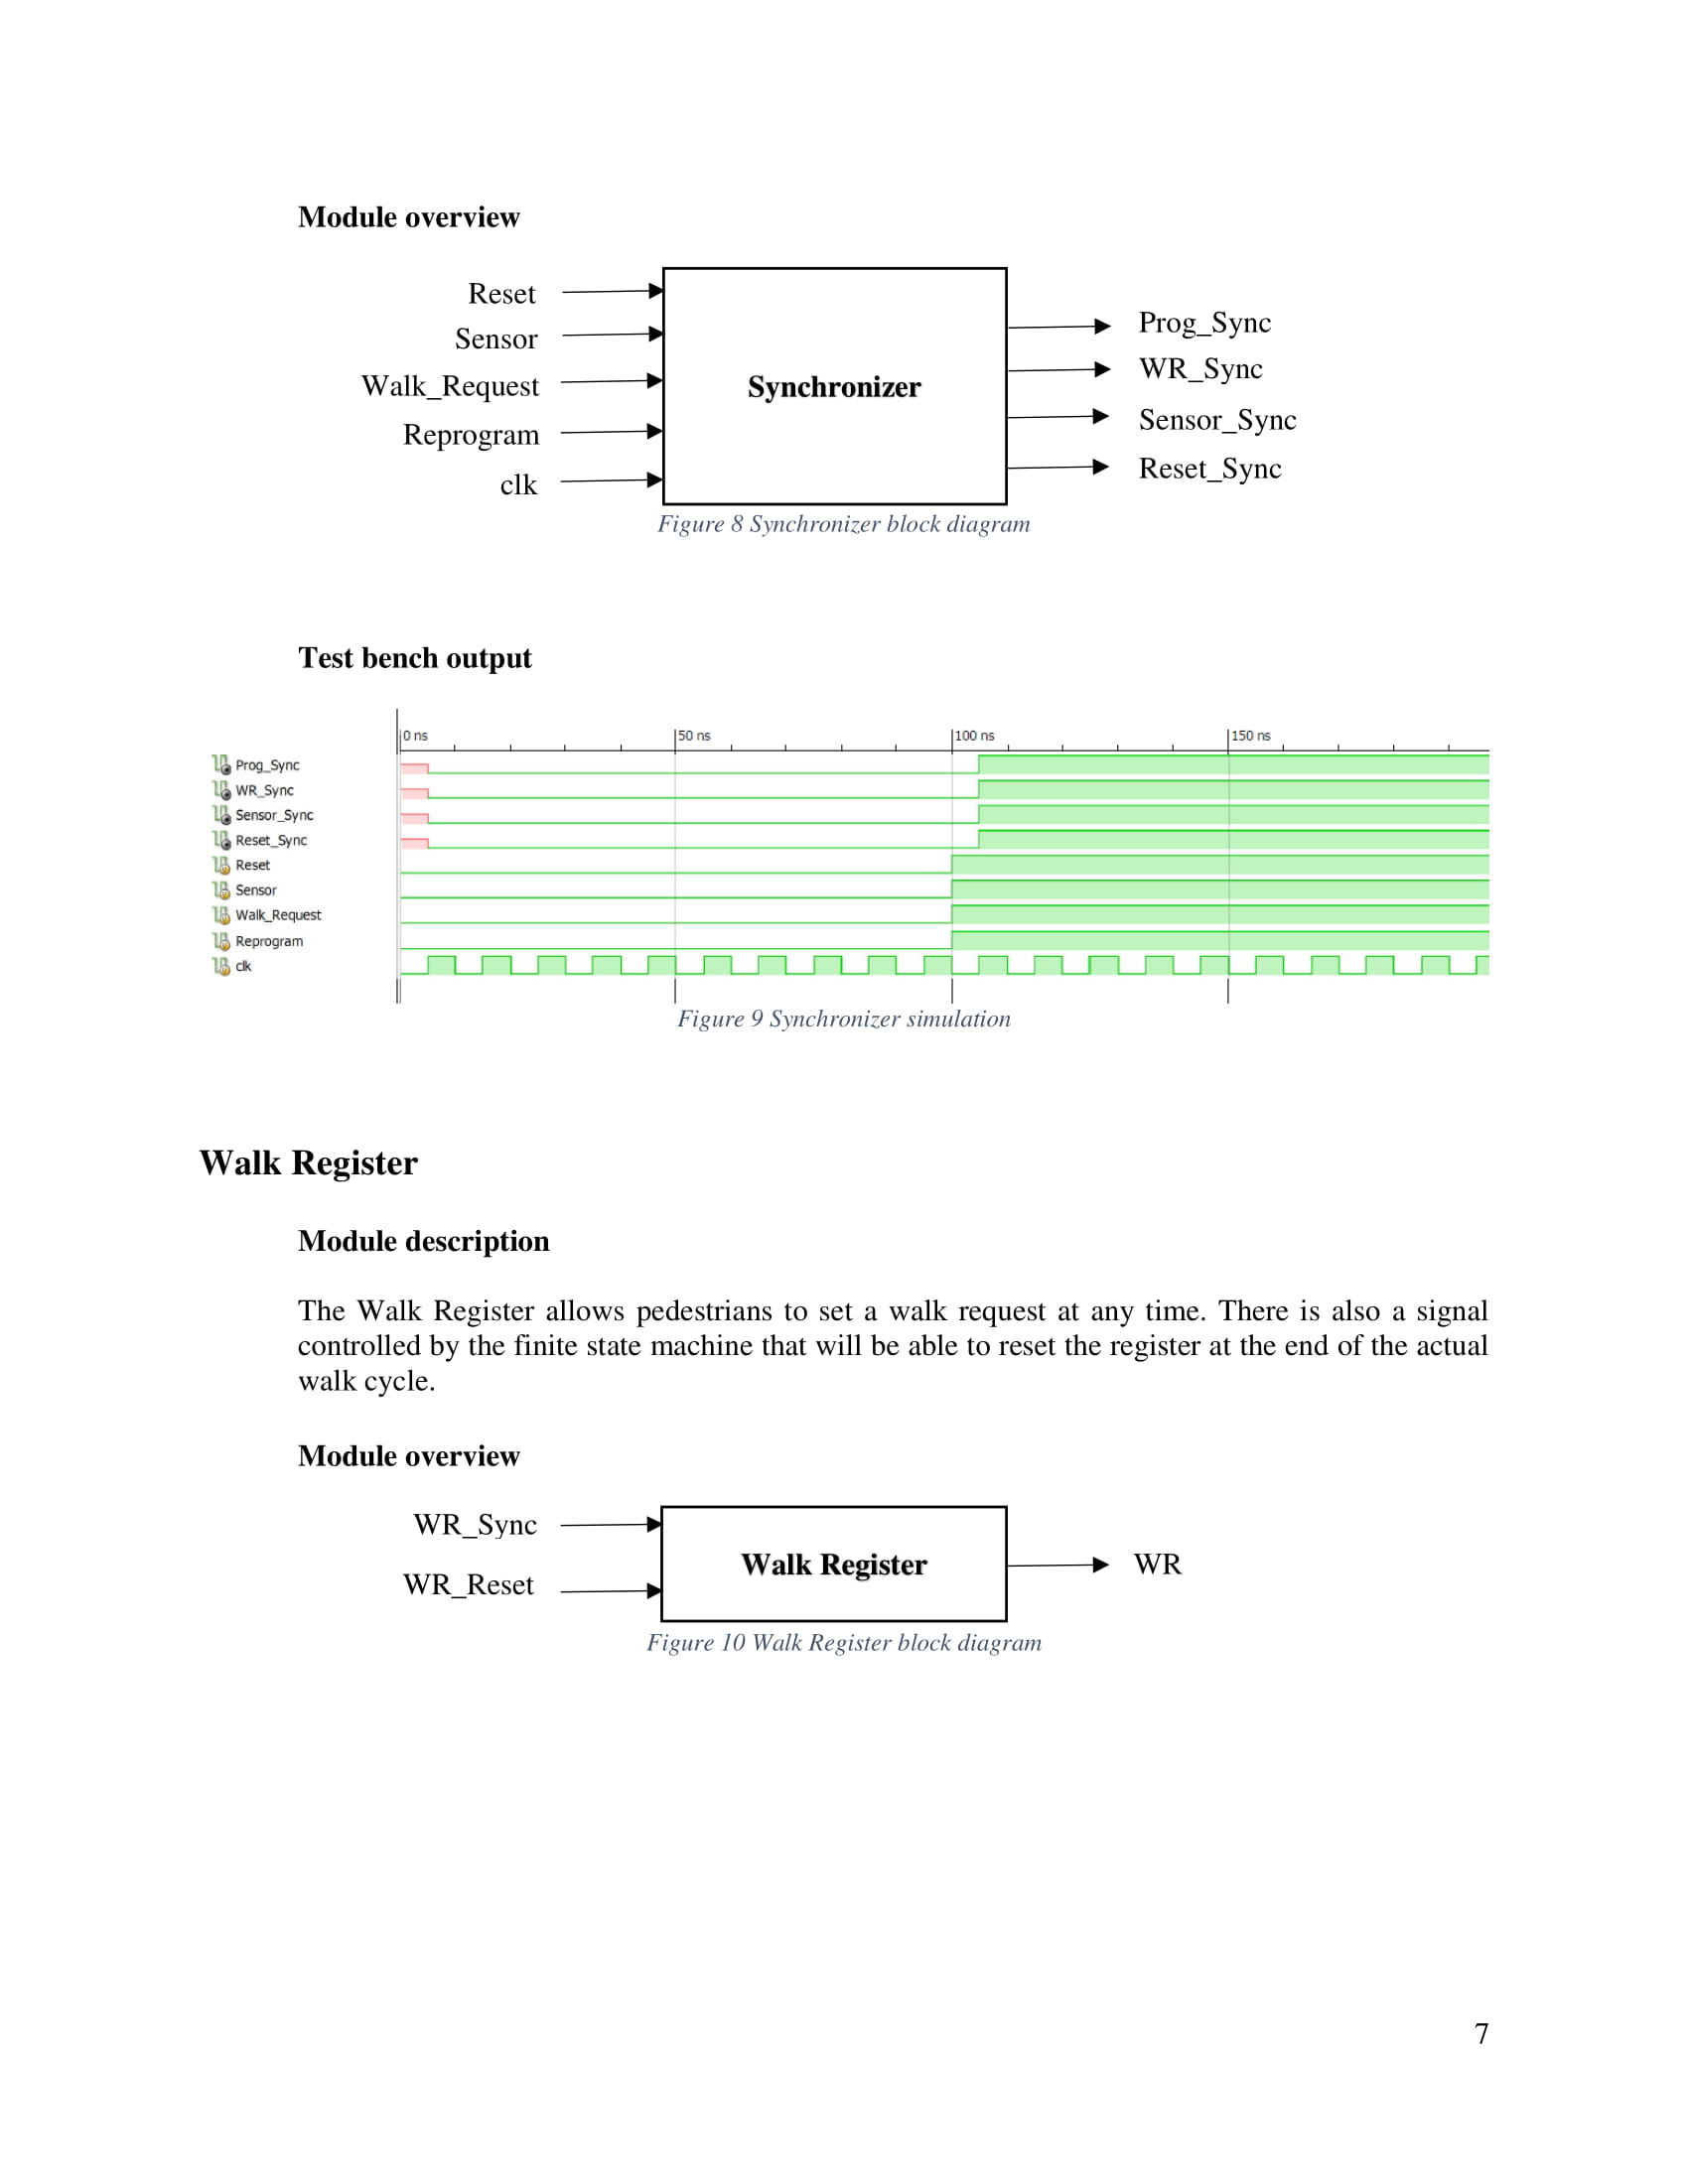 Module overview
Reset
Sensor
Walk_Request
Reprogram
clk
Synchronizer
Prog_Sync
WR_Sync
Sensor_Sync
Reset_Sync
Figure 8 Synchronizer block diagram
Test bench output
0 ns 50 ns 100 ns 150 ns
Prog_Sync
WR_Sync
Sensor_Sync
Reset_Sync
Reset
Sensor
Walk_Request
Reprogram
clk
Figure 9 Synchronizer simulation
Walk Register
Module description
The Walk Register allows pedestrians to set a walk request at any time. There is also a signal
controlled by the finite state machine that will be able to reset the register at the end of the actual
walk cycle.
Module overview
WR_Sync
WR_Reset
Walk Register
WR
Figure 10 Walk Register block diagram
7